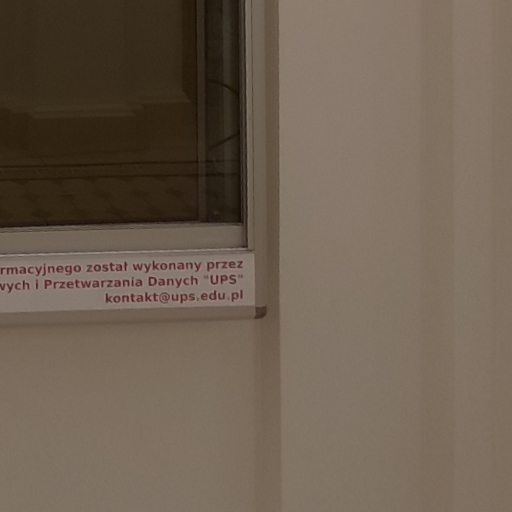 rmacyjnego został wykonany przez
wych i Przetwarzania Danych "UPS"
kontakt@ups.edu.pl